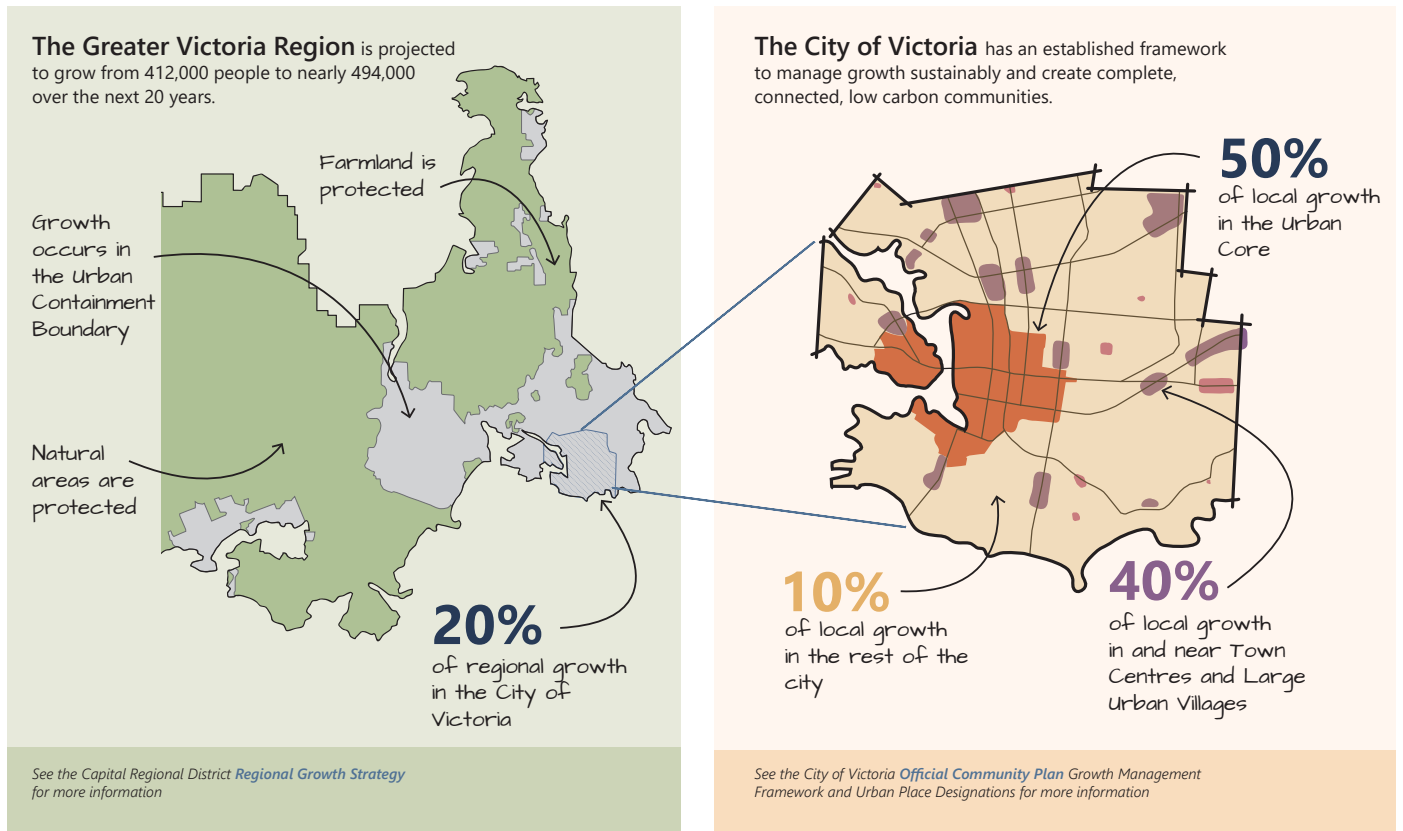 The Greater Victoria Region is projected
to grow from 412,000 people to nearly 494,000
over the next 20 years.
Farmland is
protected
Growth
occurs in
the Urban
Containment
Boundary
Natural
areas are
protected
20%
of regional growth
in the City of
Victoria
See the Capital Regional District Regional Growth Strategy
for more information
The City of Victoria has an established framework
to manage growth sustainably and create complete,
connected, low carbon communities.
50%
of local growth
in the Urban
Core
10%
of local growth
in the rest of the
city
40%
of local growth
in and near Town
Centres and Large
Urban Villages
See the City of Victoria Official Community Plan Growth Management
Framework and Urban Place Designations for more information